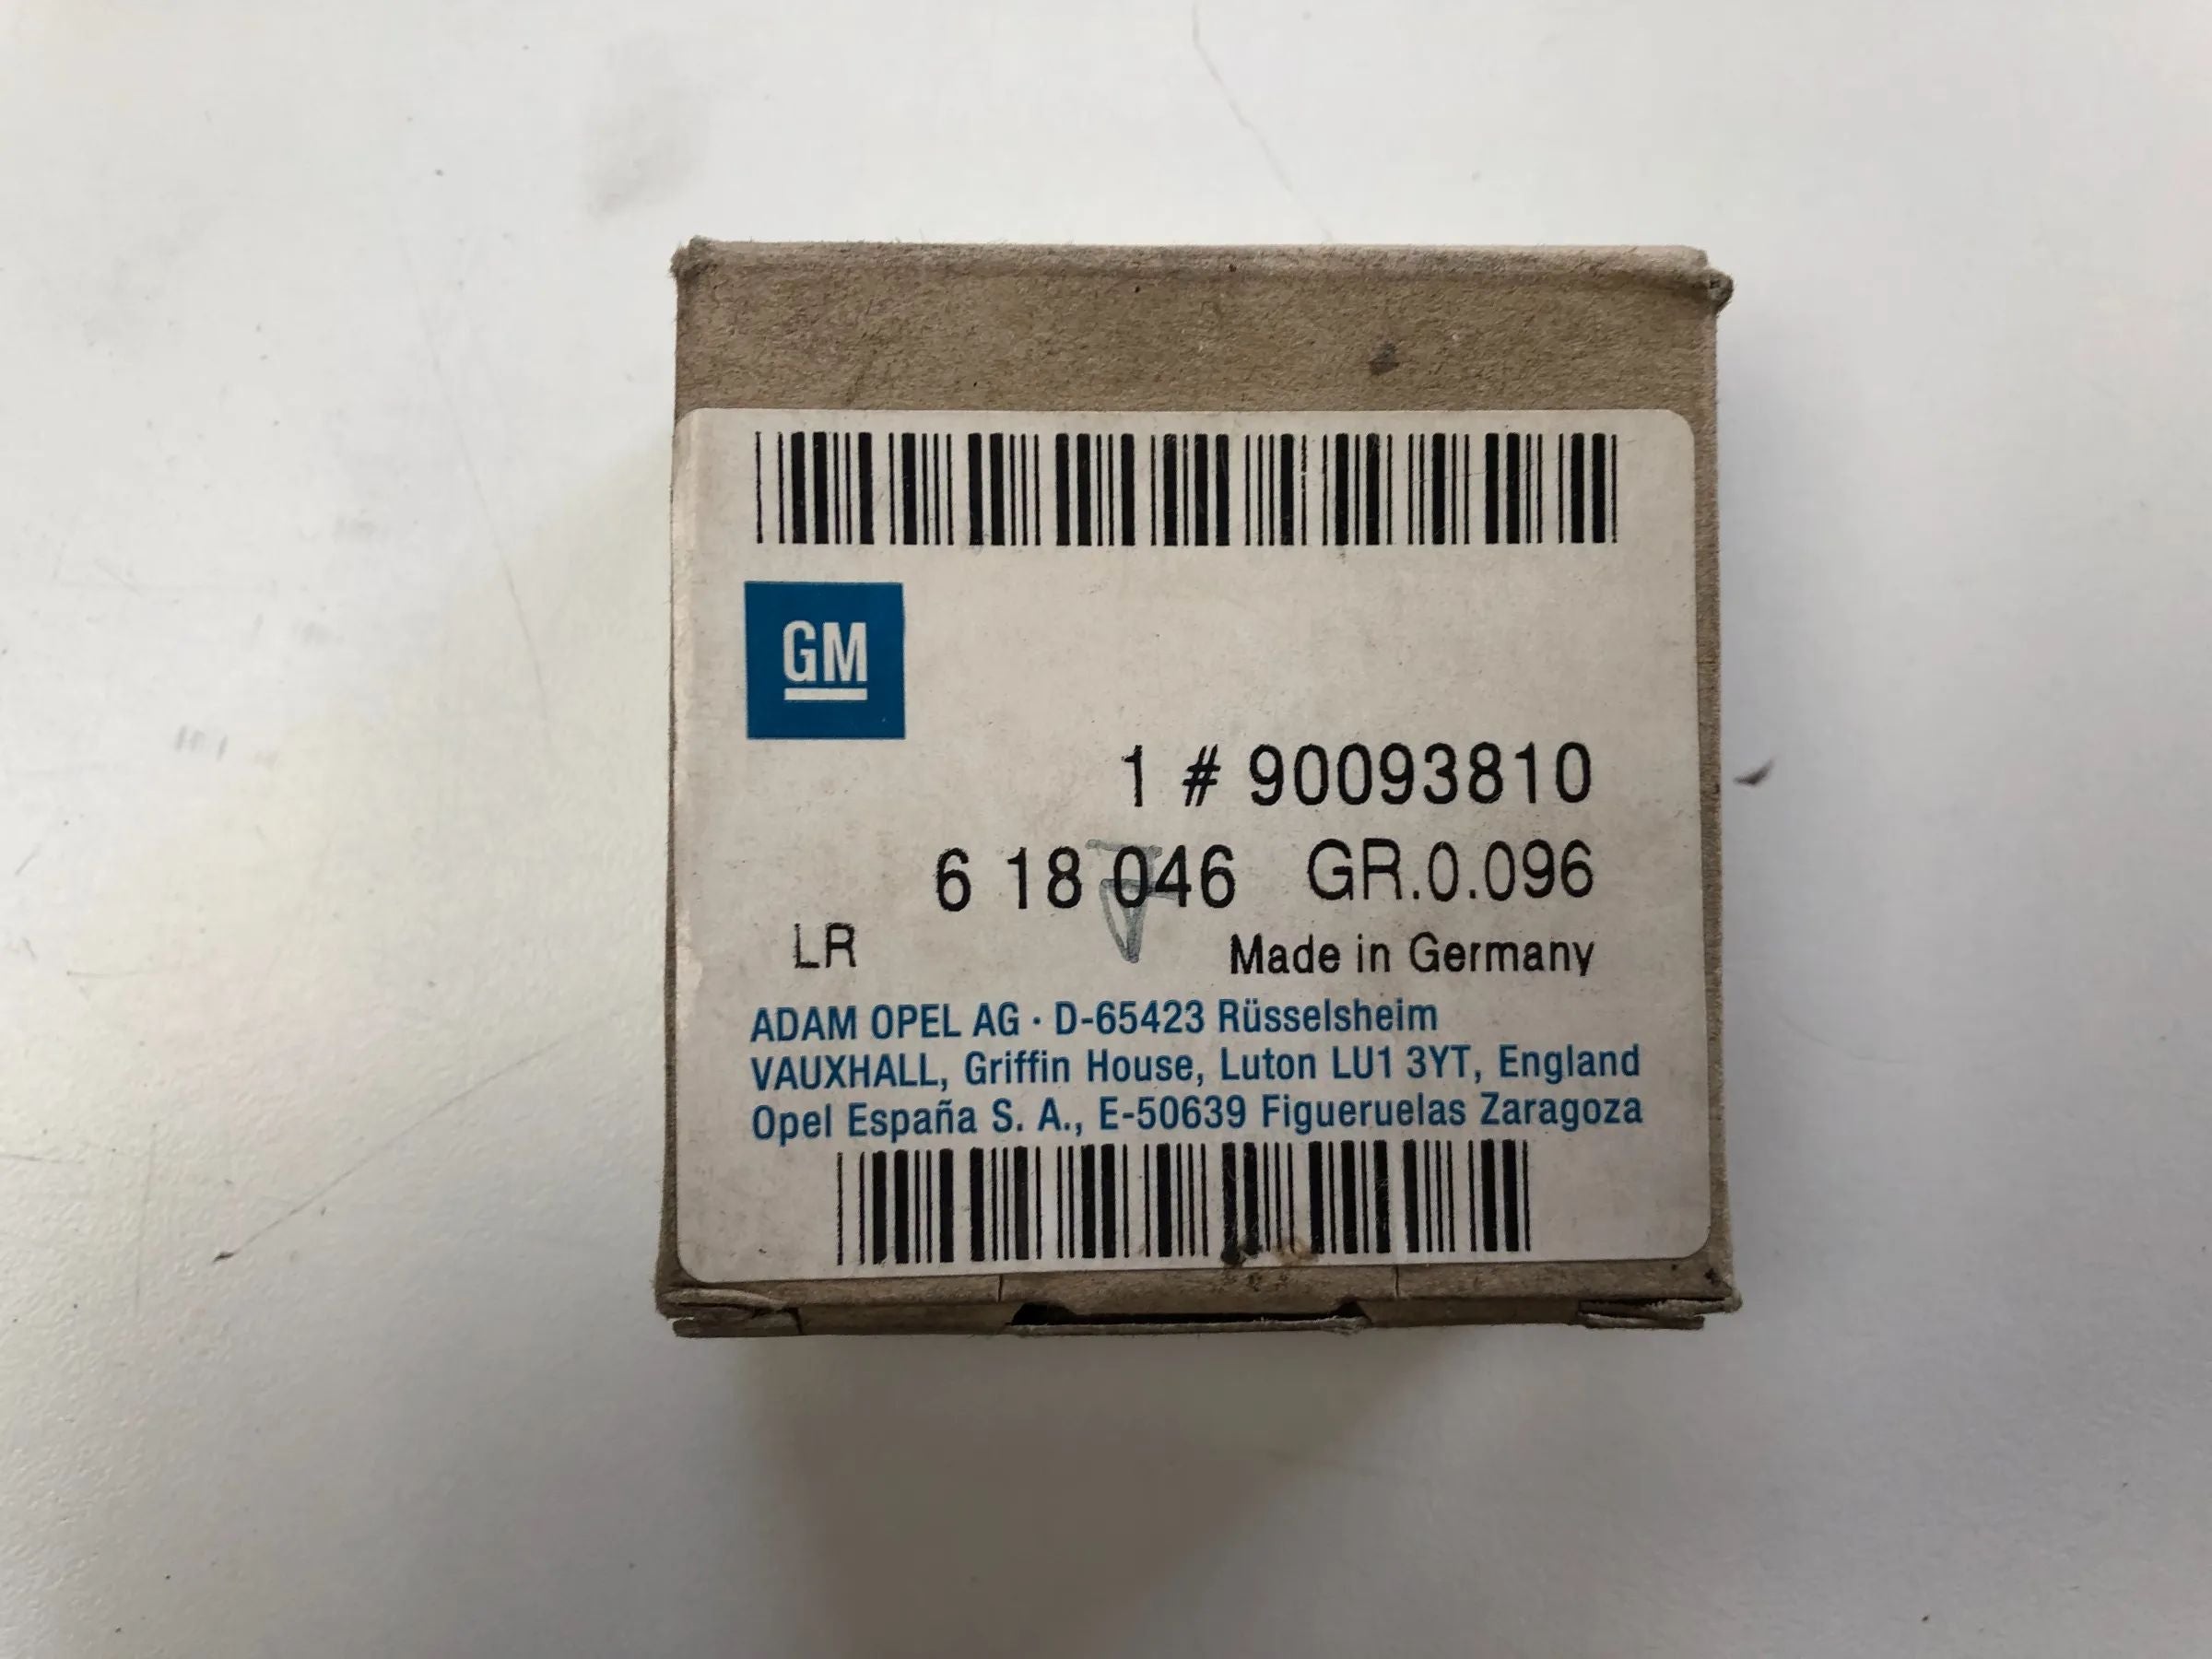 GM
1 # 90093810
6 18 046 GR.0.096
LR Made in Germany
ADAM OPEL AG · D-65423 Rüsselsheim
VAUXHALL, Griffin House, Luton LU1 3YT, England
Opel España S. A., E-50639 Figueruelas Zaragoza